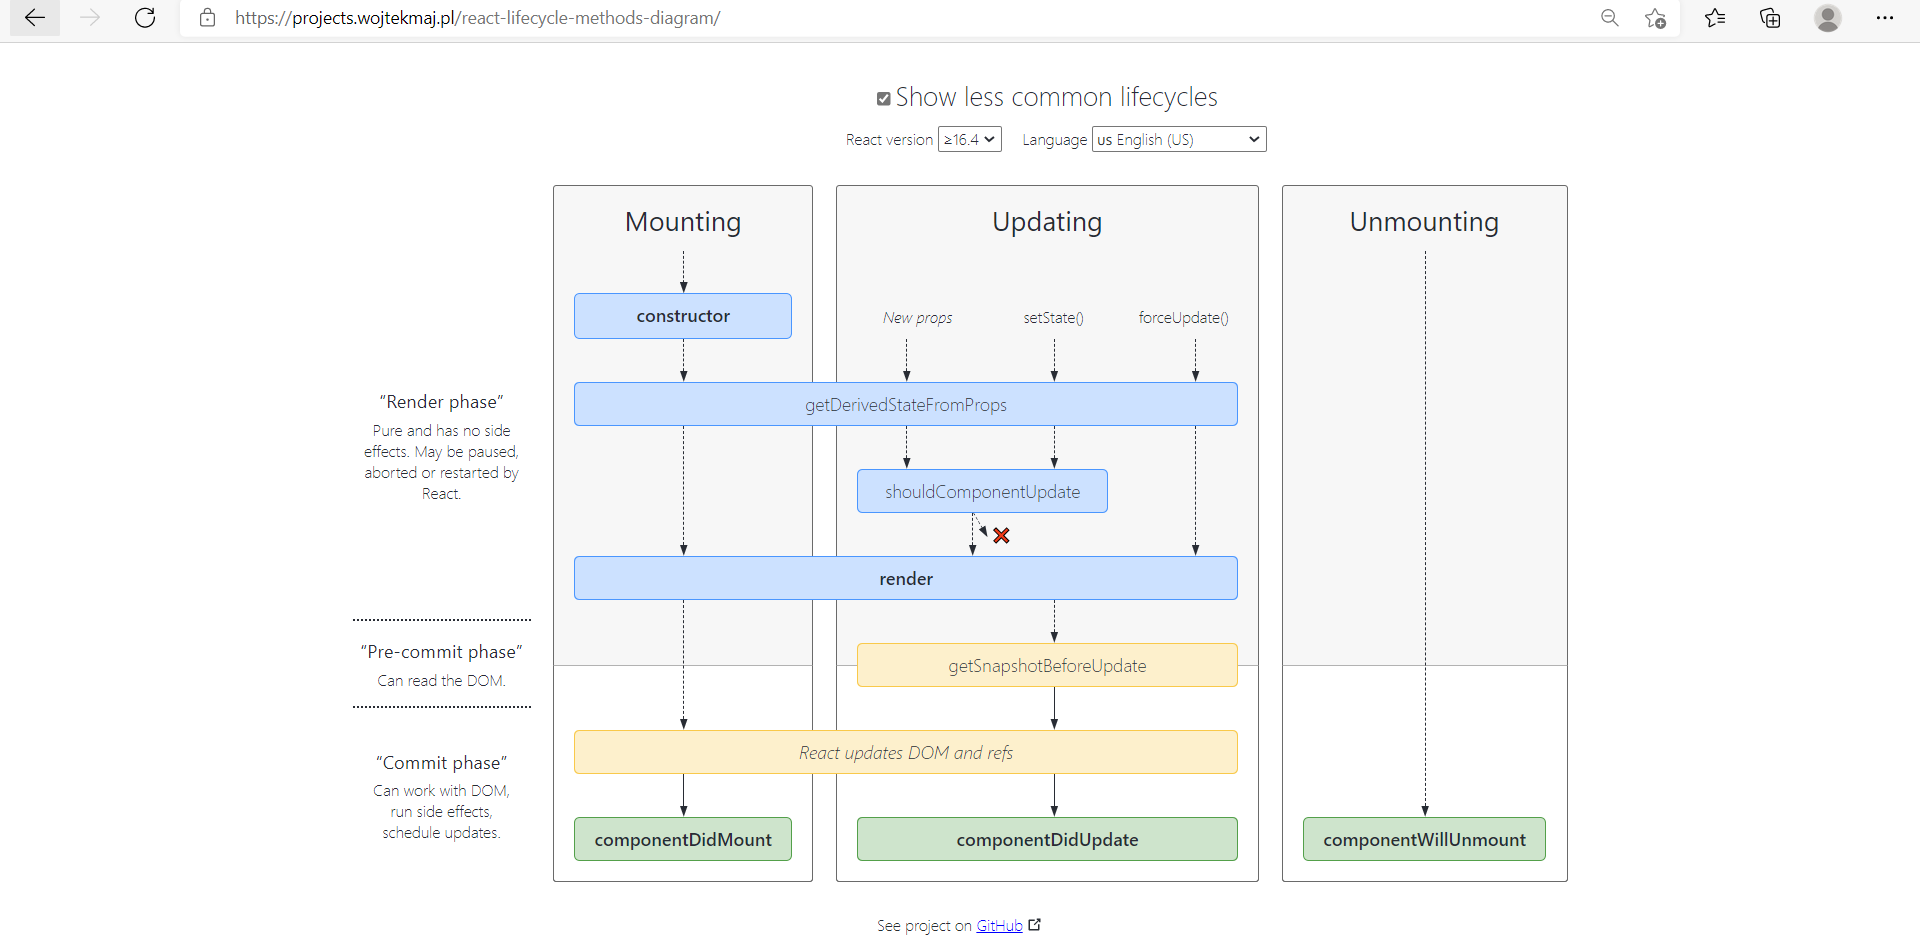 https://projects.wojtekmaj.pl/react-lifecycle-methods-diagram/
Show less common lifecycles
React version ≥16.4 Language us English (US)
Mounting
Updating
Unmounting
constructor
New props
setState()
forceUpdate()
“Render phase”
Pure and has no side
effects. May be paused,
aborted or restarted by
React.
getDerivedStateFromProps
shouldComponentUpdate
render
“Pre-commit phase”
Can read the DOM.
getSnapshotBeforeUpdate
React updates DOM and refs
“Commit phase”
Can work with DOM,
run side effects,
schedule updates.
componentDidMount
componentDidUpdate
componentWillUnmount
See project on GitHub